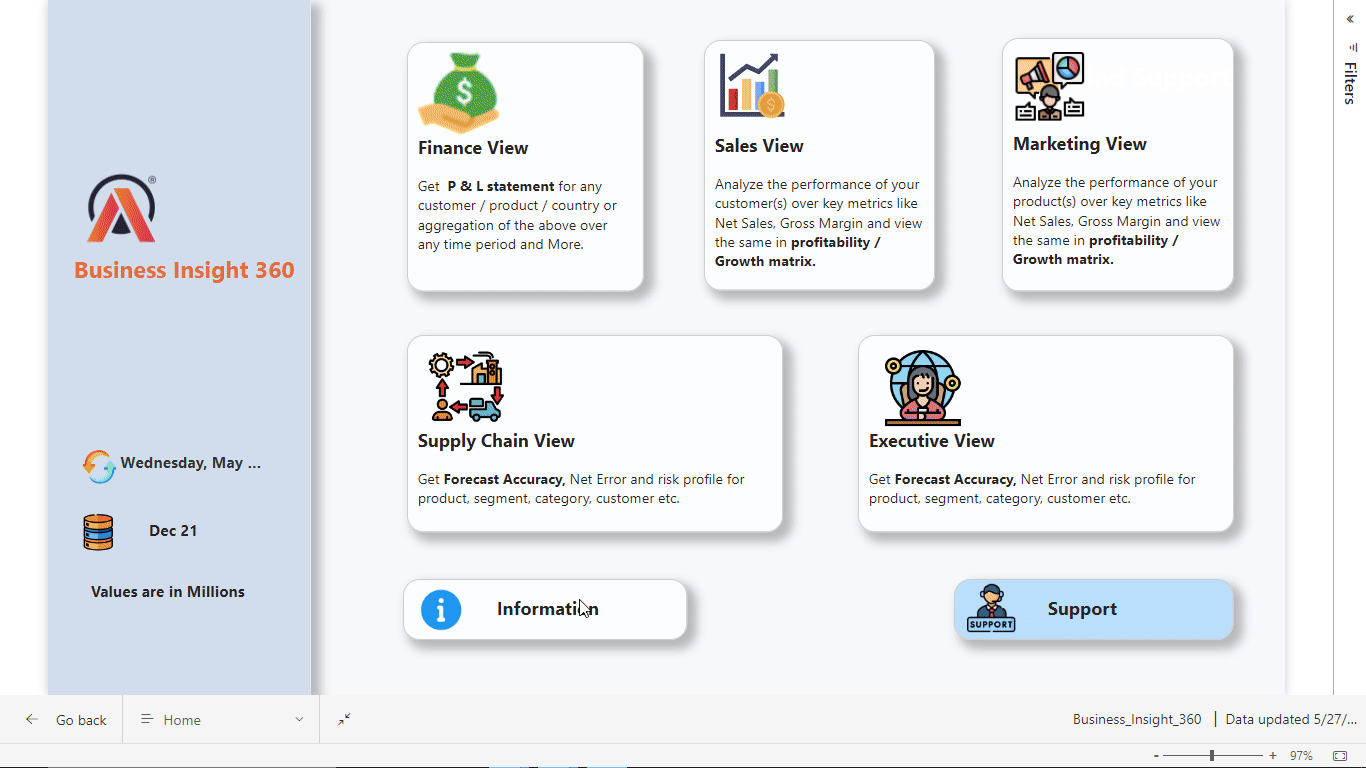 Finance View
Get  P & L statement for any
customer / product / country or
aggregation of the above over
any time period and More.
Sales View
Analyze the performance of your
customer(s) over key metrics like
Net Sales, Gross Margin and view
the same in profitability /
Growth matrix.
Marketing View
Analyze the performance of your
product(s) over key metrics like
Net Sales, Gross Margin and view
the same in profitability /
Growth matrix.
®
Business Insight 360
Supply Chain View
Get Forecast Accuracy, Net Error and risk profile for
product, segment, category, customer etc.
Executive View
Get Forecast Accuracy, Net Error and risk profile for
product, segment, category, customer etc.
Wednesday, May ...
Dec 21
Values are in Millions
Information
SUPPORT
Support
Filters
Go back
Home
Business_Insight_360 | Data updated 5/27/...
- + 97%